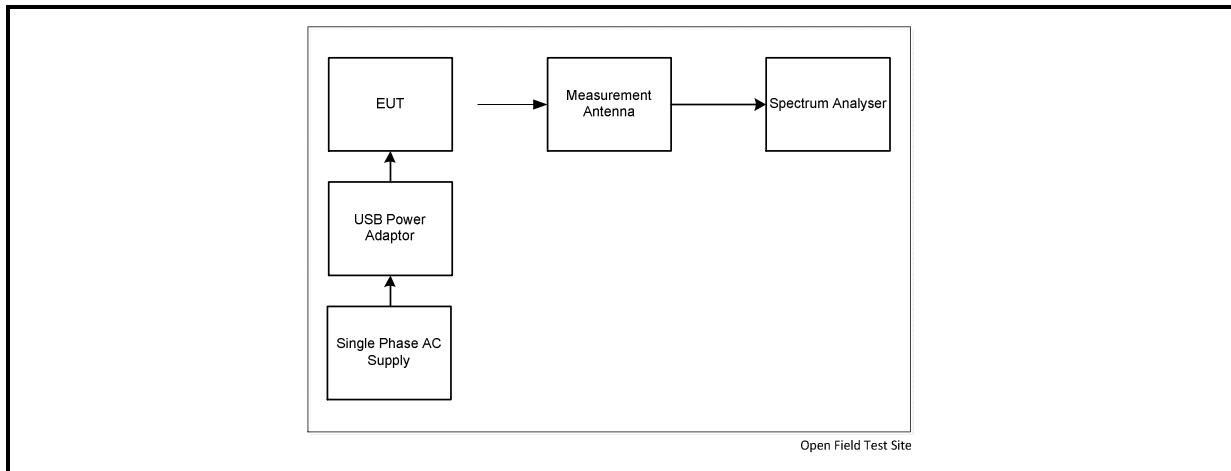 EUT
Measurement
Antenna
Spectrum Analyser
USB Power
Adaptor
Single Phase AC
Supply
Open Field Test Site